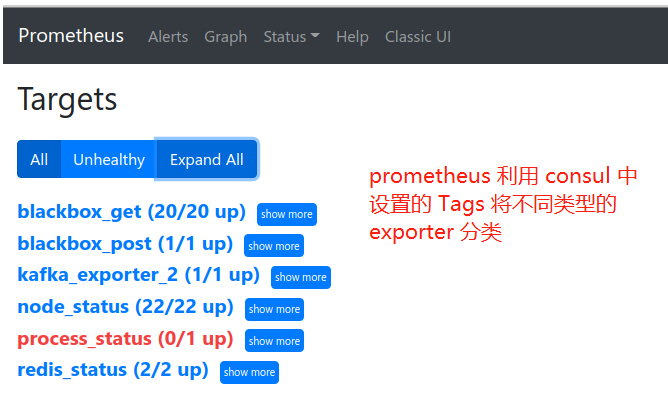 Prometheus Alerts Graph Status Help Classic UI
Targets
All Unhealthy Expand All
prometheus 利用 consul 中
设置的 Tags 将不同类型的
exporter 分类
blackbox_get (20/20 up) show more
blackbox_post (1/1 up) show more
kafka_exporter_2 (1/1 up) show more
node_status (22/22 up) show more
process_status (0/1 up) show more
redis_status (2/2 up) show more